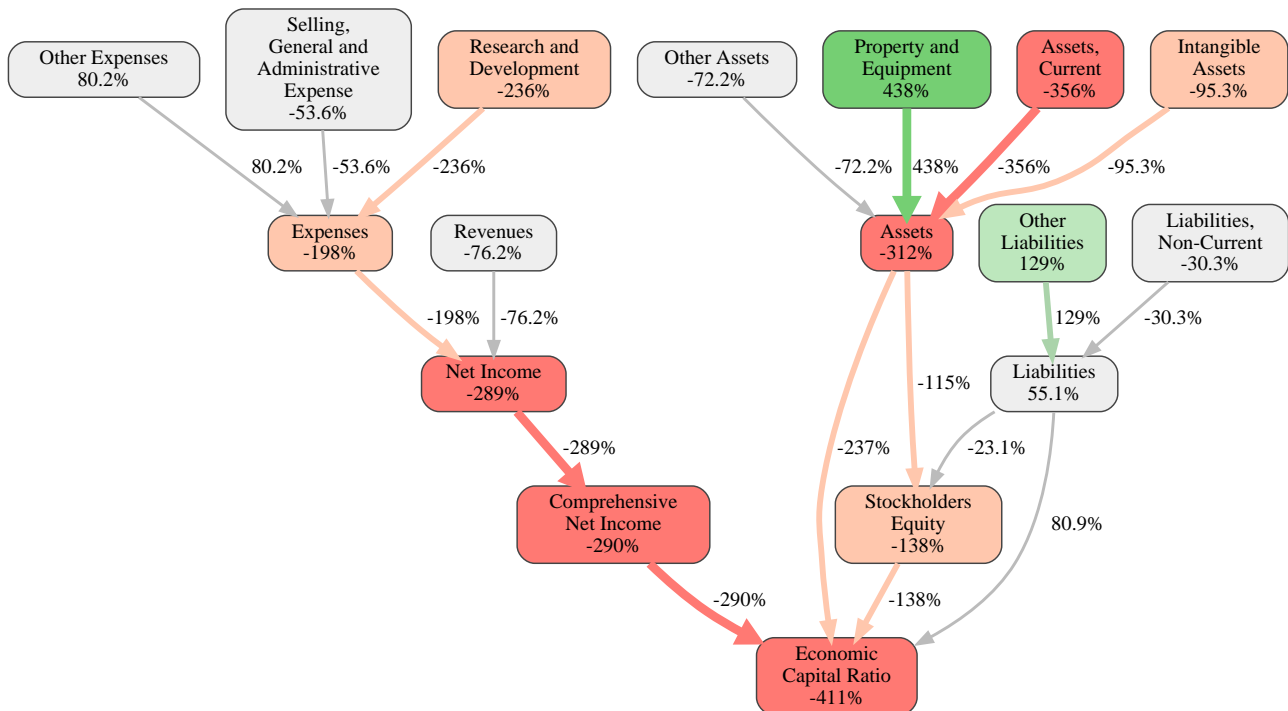 Other Expenses
80.2%
Selling,
General and
Administrative
Expense
-53.6%
Research and
Development
-236%
Other Assets
-72.2%
Property and
Equipment
438%
Assets,
Current
-356%
Intangible
Assets
-95.3%
80.2%
-53.6%
-236%
-72.2%
438%
-356%
-95.3%
Expenses
-198%
Revenues
-76.2%
Assets
-312%
Other
Liabilities
129%
Liabilities,
Non-Current
-30.3%
-198%
-76.2%
129%
-30.3%
Net Income
-289%
-115%
Liabilities
55.1%
-289%
-237%
-23.1%
Comprehensive
Net Income
-290%
Stockholders
Equity
-138%
80.9%
-290%
-138%
Economic
Capital Ratio
-411%